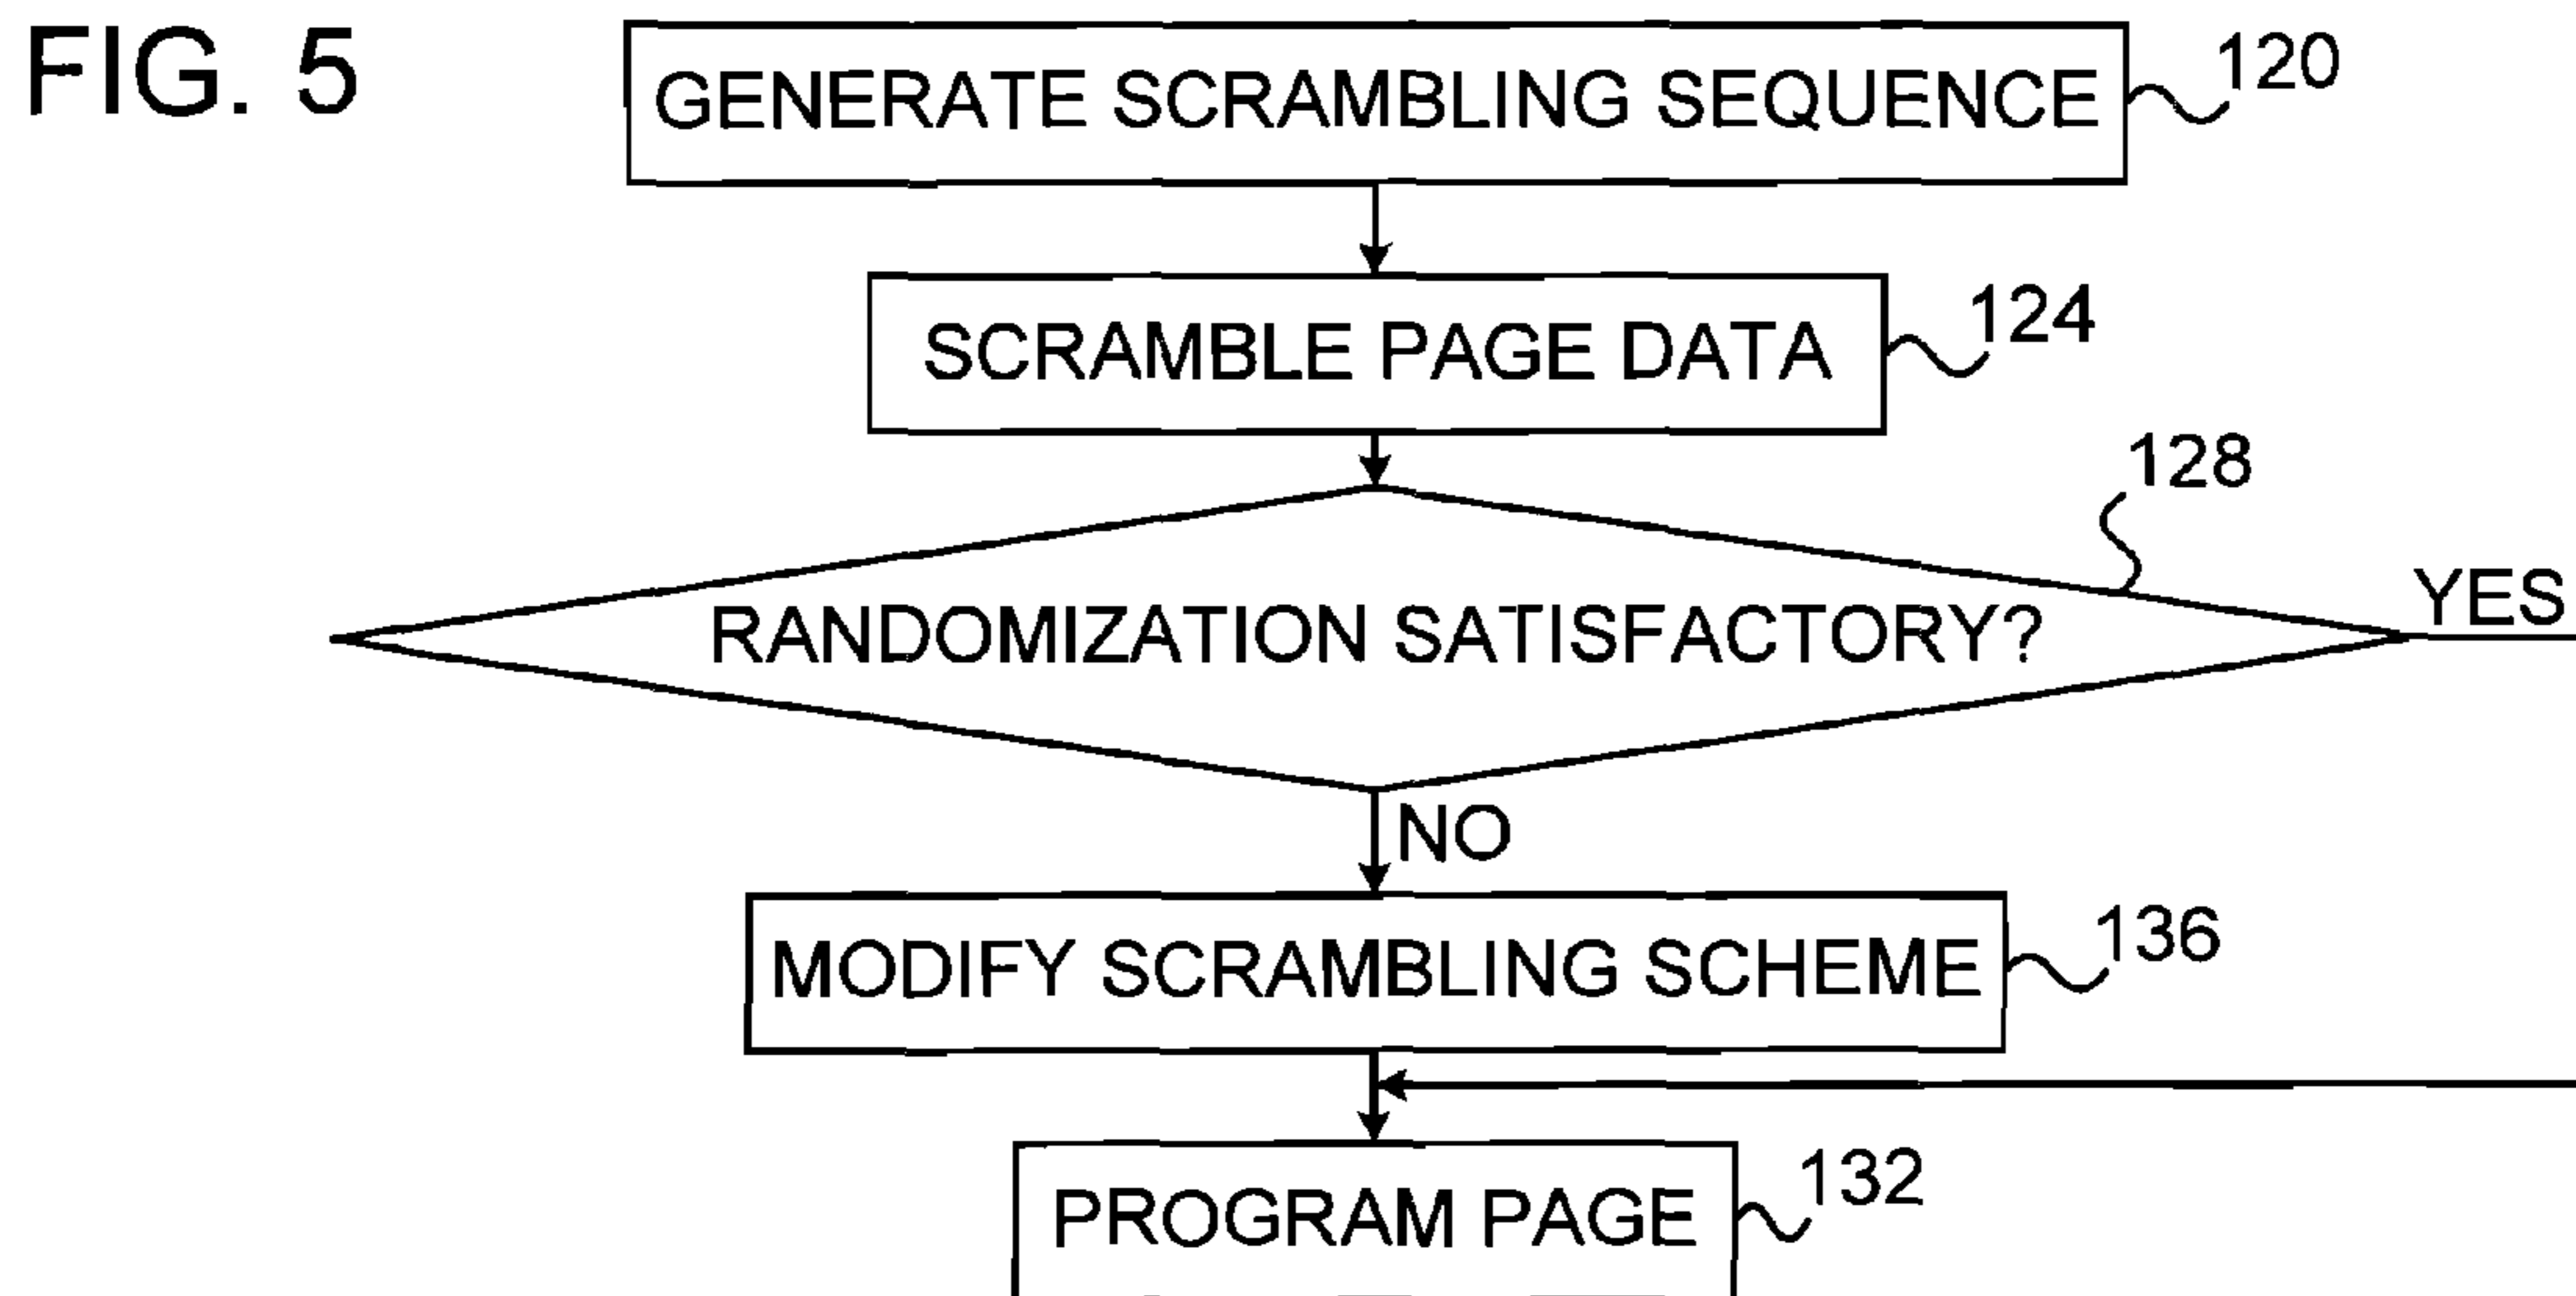 FIG. 5
GENERATE SCRAMBLING SEQUENCE
120
SCRAMBLE PAGE DATA
124
128
RANDOMIZATION SATISFACTORY?
YES
NO
MODIFY SCRAMBLING SCHEME
136
PROGRAM PAGE
132